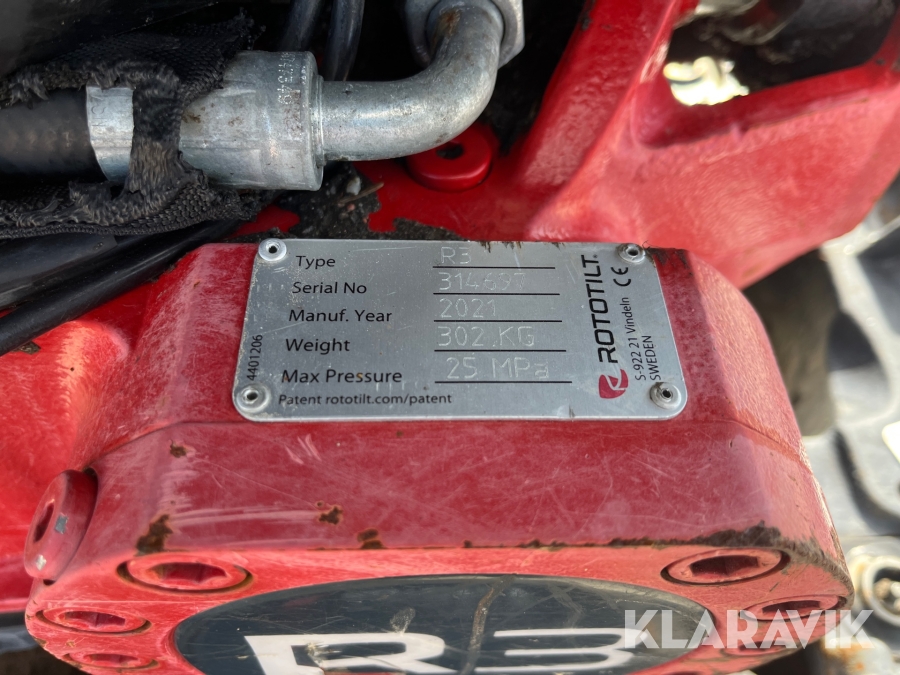 Type R3
Serial No
Manuf. Year 2021
Weight 302.KG
Max Pressure 25 MPa
Patent rototilt.com/patent
4401206
ROTOTILT® CE
S-922 21 Vindeln
SWEDEN
R3
KLARAVIK